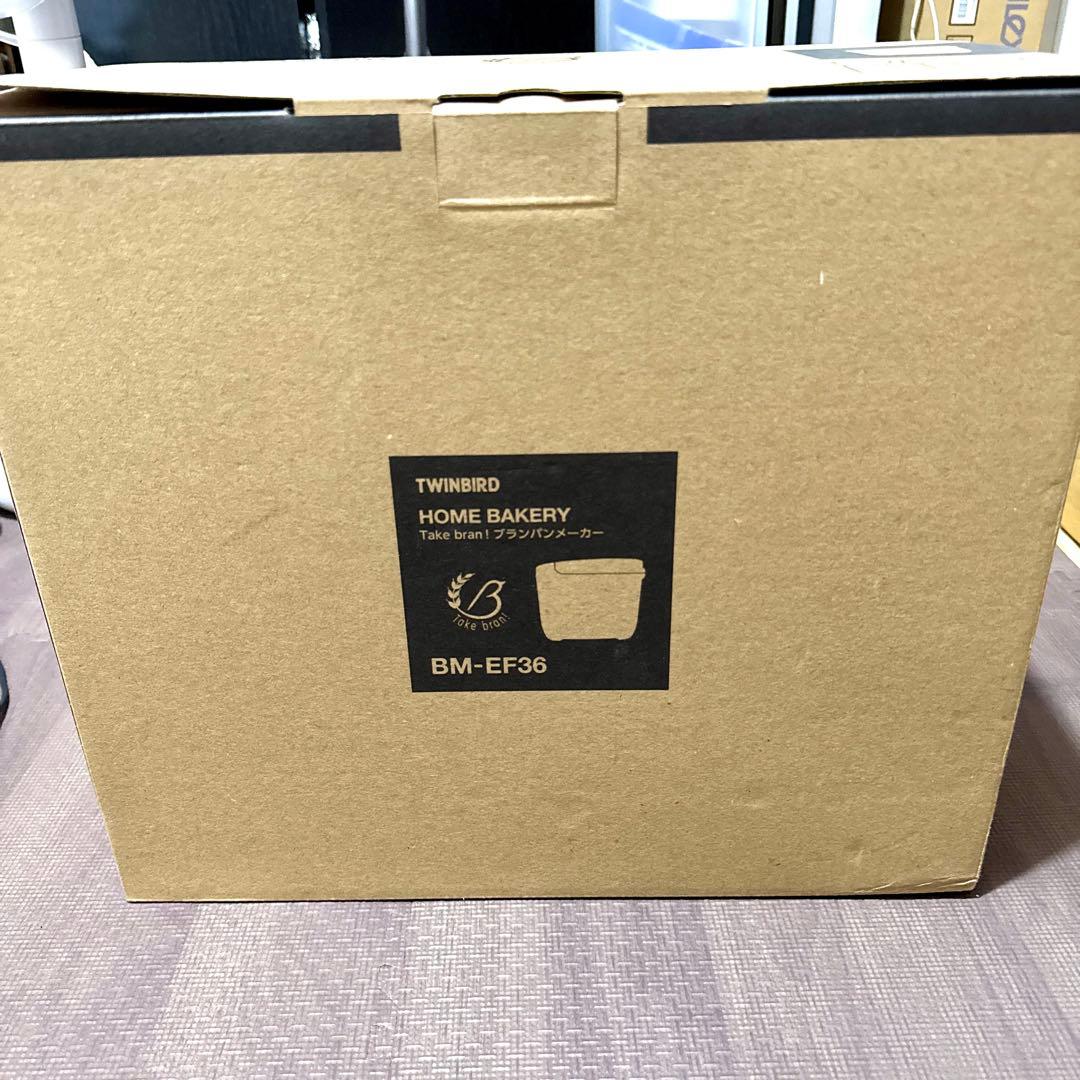 TWINBIRD
HOME BAKERY
Take bran! ブランパンメーカー
B
Take bran!
BM-EF36